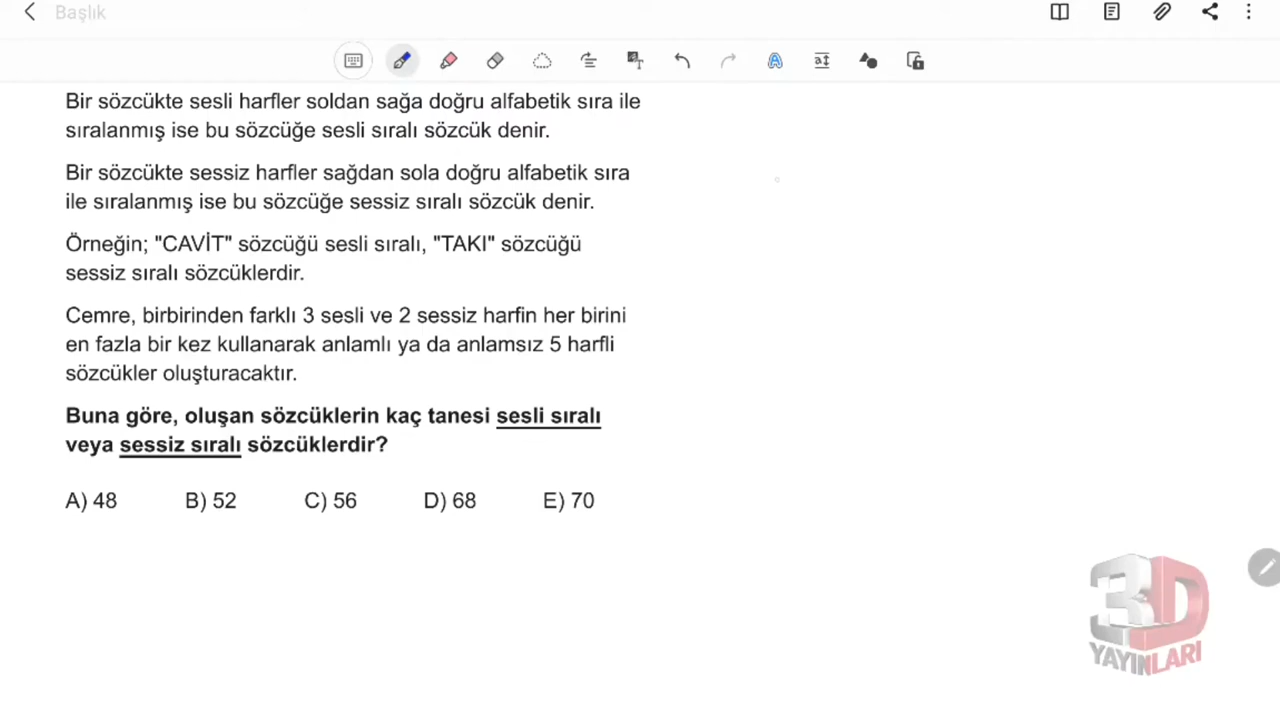 Başlık
Bir sözcükte sesli harfler soldan sağa doğru alfabetik sıra ile
sıralanmış ise bu sözcüğe sesli sıralı sözcük denir.
Bir sözcükte sessiz harfler sağdan sola doğru alfabetik sıra
ile sıralanmış ise bu sözcüğe sessiz sıralı sözcük denir.
Örneğin; "CAVİT" sözcüğü sesli sıralı, "TAKI" sözcüğü
sessiz sıralı sözcüklerdir.
Cemre, birbirinden farklı 3 sesli ve 2 sessiz harfin her birini
en fazla bir kez kullanarak anlamlı ya da anlamsız 5 harfli
sözcükler oluşturacaktır.
Buna göre, oluşan sözcüklerin kaç tanesi sesli sıralı
veya sessiz sıralı sözcüklerdir?
A) 48 B) 52 C) 56 D) 68 E) 70
3D
YAYINLARI